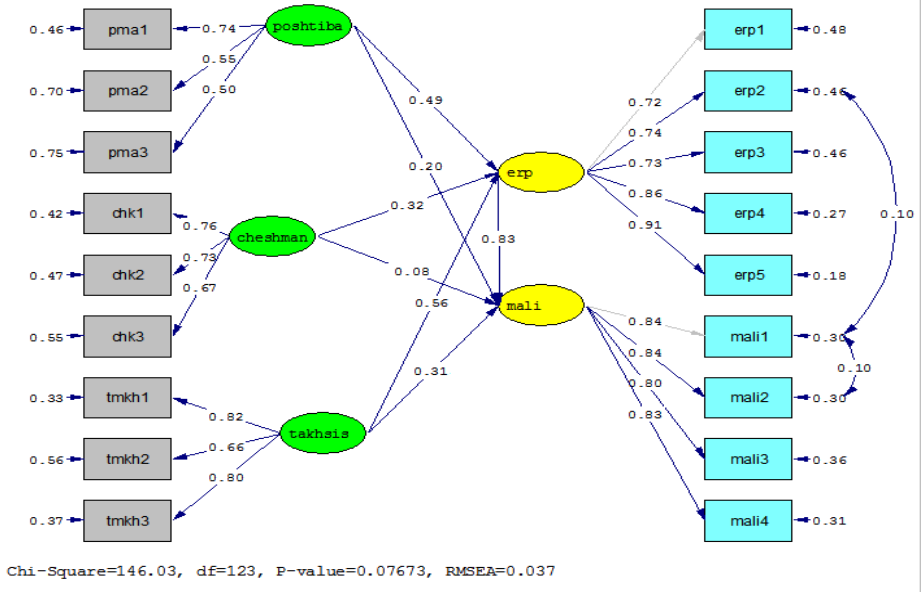 0.46 pma1 0.74 poshtiba erp1 0.48
0.70 pma2 0.55 0.49 0.72 erp2 0.46
0.50 0.74
0.75 pma3 0.20 erp 0.73 erp3 0.46
0.42 chk1 0.76 0.32 0.86 erp4 0.27 0.10
cheshman 0.83 0.91
0.47 chk2 0.73 0.08 erp5 0.18
0.67 0.56 mali
0.55 chk3 0.84 mali1 0.30
0.31 0.84 0.10
0.33 tmkh1 0.82 0.80 mali2 0.30
takhsis 0.83
0.56 tmkh2 0.66 mali3 0.36
0.80
0.37 tmkh3 mali4 0.31
Chi-Square=146.03, df=123, P-value=0.07673, RMSEA=0.037